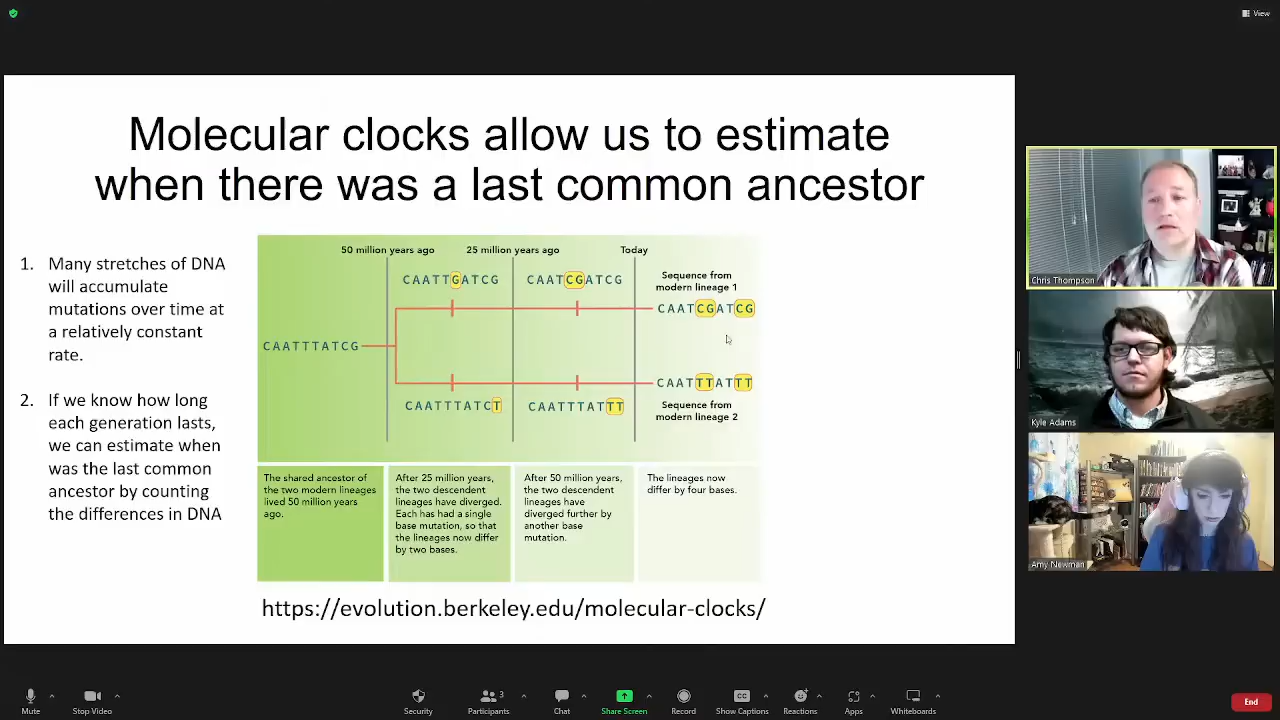 View
Molecular clocks allow us to estimate
when there was a last common ancestor
1. Many stretches of DNA
will accumulate
mutations over time at
a relatively constant
rate.
2. If we know how long
each generation lasts,
we can estimate when
was the last common
ancestor by counting
the differences in DNA
50 million years ago
25 million years ago
Today
CAATTGATCG
CAATCGATCG
Sequence from
modern lineage 1
CAATCGATCG
CAATTTATCG
CAATTTATCT
CAATTTATTT
CAATTTATTT
Sequence from
modern lineage 2
The shared ancestor of
the two modern lineages
lived 50 million years
ago.
After 25 million years,
the two descendent
lineages have diverged.
Each has had a single
base mutation, so that
the lineages now differ
by two bases.
After 50 million years,
the two descendent
lineages have
diverged further by
another base
mutation.
The lineages now
differ by four bases.
https://evolution.berkeley.edu/molecular-clocks/
Chris Thompson
Kyle Adams
Amy Newman
Mute
Stop Video
Security
3
Participants
Chat
Share Screen
Record
Show Captions
Reactions
Apps
Whiteboards
End